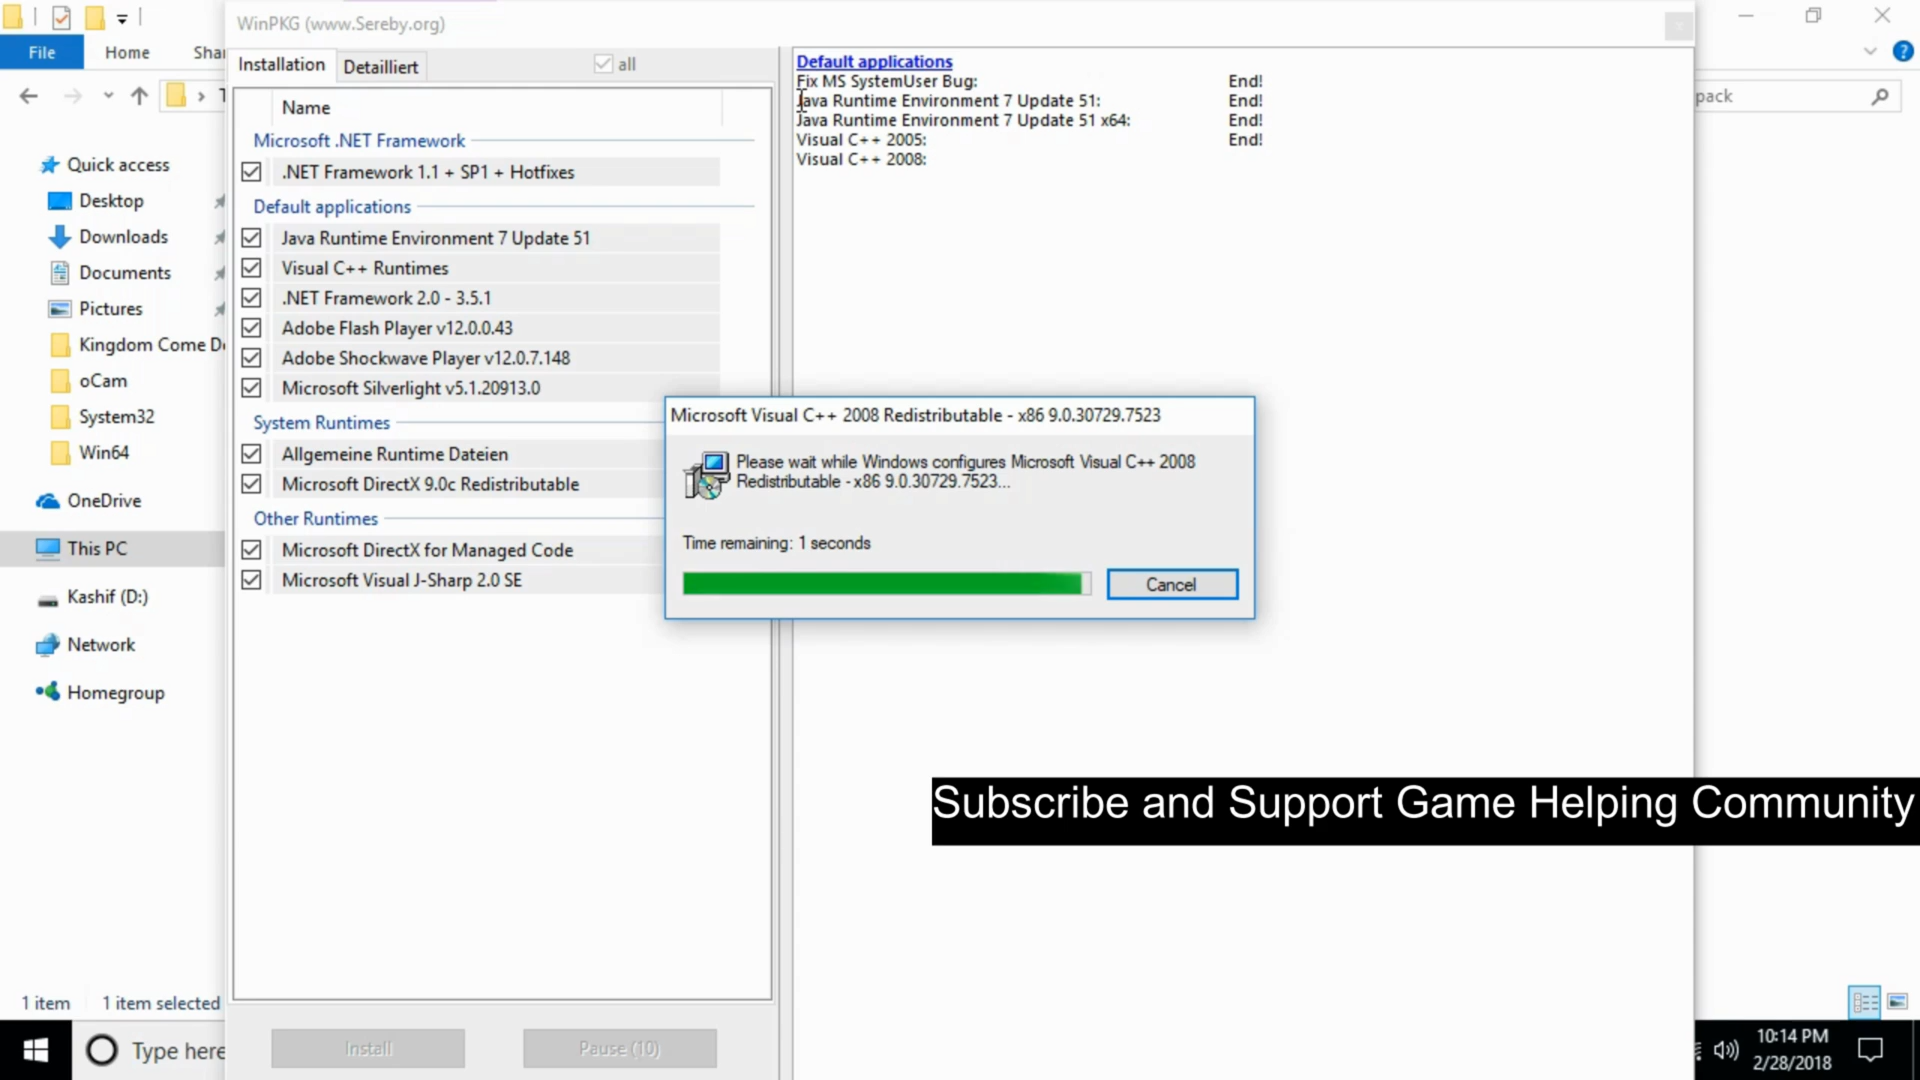 WinPKG (www.Sereby.org)
File
Home
Sha
Installation
Detailliert
all
Name
Microsoft .NET Framework
.NET Framework 1.1 + SP1 + Hotfixes
Default applications
Java Runtime Environment 7 Update 51
Visual C++ Runtimes
.NET Framework 2.0 - 3.5.1
Adobe Flash Player v12.0.0.43
Adobe Shockwave Player v12.0.7.148
Microsoft Silverlight v5.1.20913.0
System Runtimes
Allgemeine Runtime Dateien
Microsoft DirectX 9.0c Redistributable
Other Runtimes
Microsoft DirectX for Managed Code
Microsoft Visual J-Sharp 2.0 SE
Install
Pause (10)
Default applications
Fix MS SystemUser Bug: End!
Java Runtime Environment 7 Update 51: End!
Java Runtime Environment 7 Update 51 x64: End!
Visual C++ 2005: End!
Visual C++ 2008:
pack
Quick access
Desktop
Downloads
Documents
Pictures
Kingdom Come De
oCam
System32
Win64
OneDrive
This PC
Kashif (D:)
Network
Homegroup
Microsoft Visual C++ 2008 Redistributable - x86 9.0.30729.7523
Please wait while Windows configures Microsoft Visual C++ 2008
Redistributable - x86 9.0.30729.7523...
Time remaining: 1 seconds
Cancel
Subscribe and Support Game Helping Community
1 item
1 item selected
Type here
10:14 PM
2/28/2018